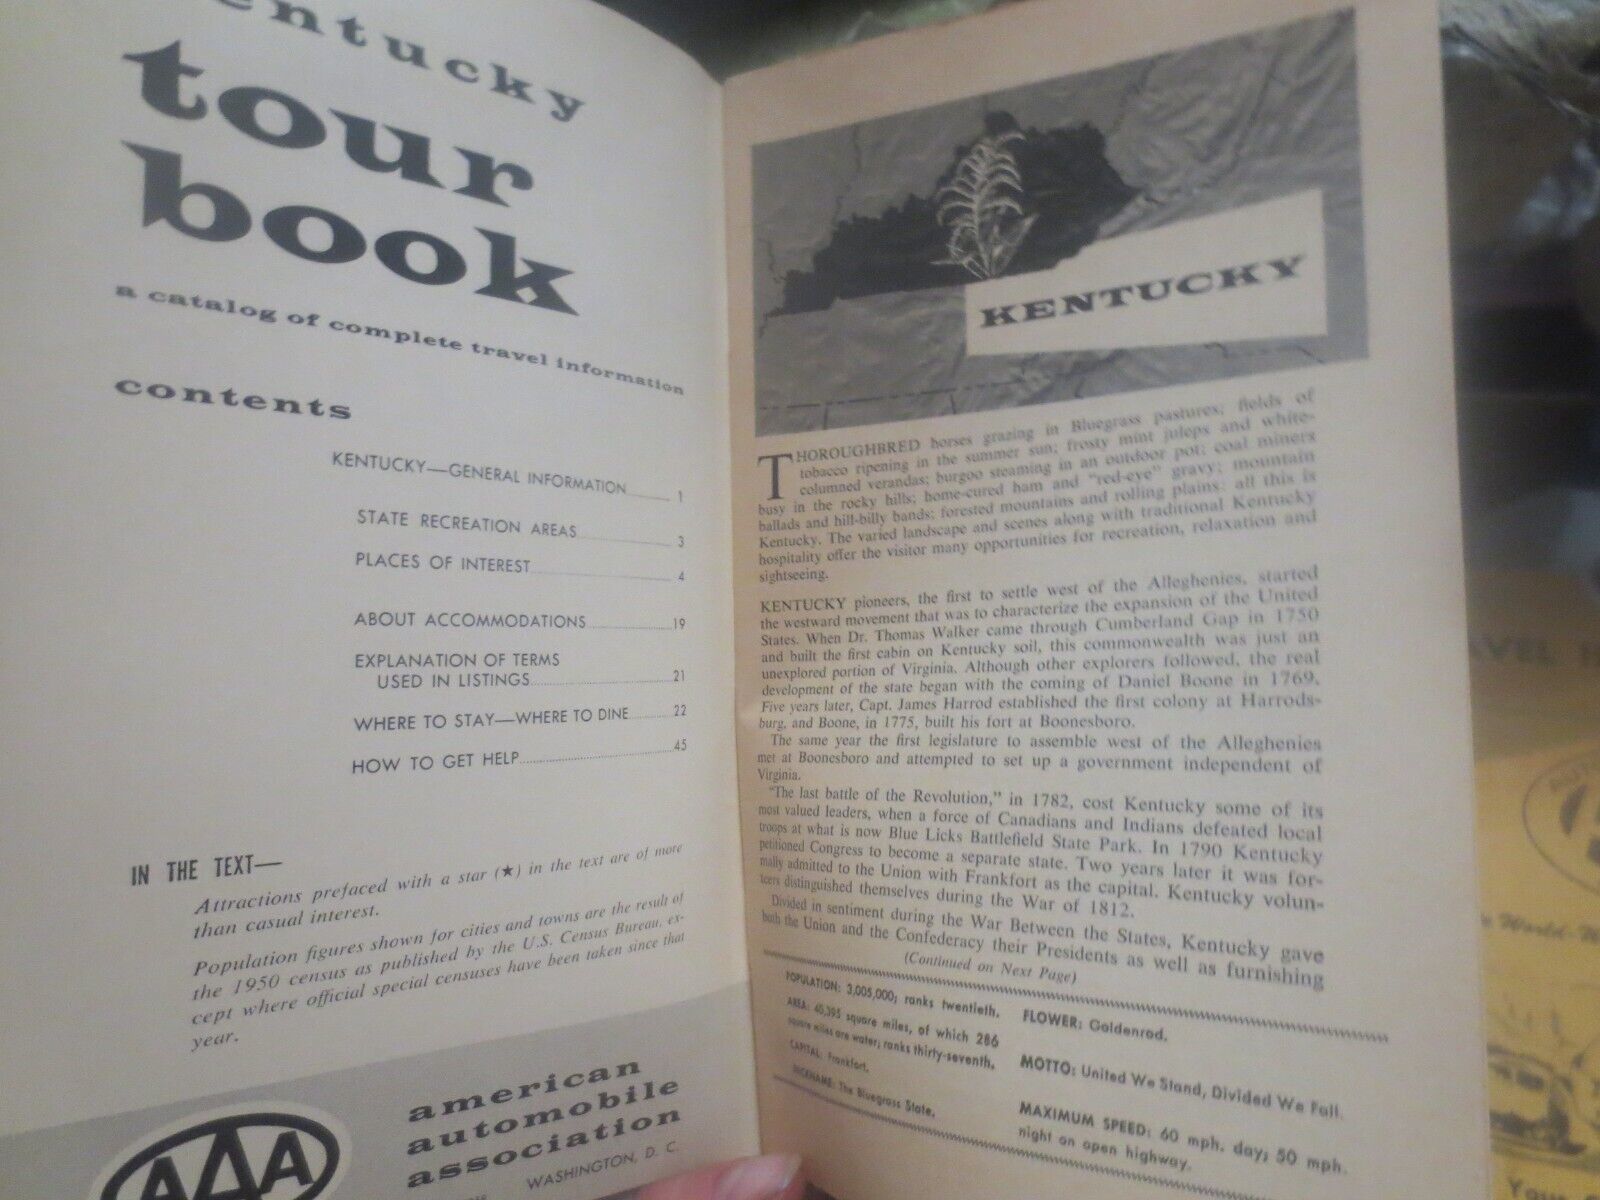 entucky
tour
book
a catalog of complete travel information
contents
KENTUCKY—GENERAL INFORMATION 1
STATE RECREATION AREAS 3
PLACES OF INTEREST 4
ABOUT ACCOMMODATIONS 19
EXPLANATION OF TERMS
USED IN LISTINGS 21
WHERE TO STAY—WHERE TO DINE 22
HOW TO GET HELP 45
IN THE TEXT—
Attractions prefaced with a star (★) in the text are of more
than casual interest.
Population figures shown for cities and towns are the result of
the 1950 census as published by the U.S. Census Bureau, ex-
cept where official special censuses have been taken since that
year.
AAA
american
automobile
association
WASHINGTON, D. C.
KENTUCKY
THOROUGHBRED horses grazing in Bluegrass pastures; fields of
tobacco ripening in the summer sun; frosty mint juleps and white-
columned verandas; burgoo steaming in an outdoor pot; coal miners
busy in the rocky hills; home-cured ham and "red-eye" gravy; mountain
ballads and hill-billy bands; forested mountains and rolling plains: all this is
Kentucky. The varied landscape and scenes along with traditional Kentucky
hospitality offer the visitor many opportunities for recreation, relaxation and
sightseeing.
KENTUCKY pioneers, the first to settle west of the Alleghenies, started
the westward movement that was to characterize the expansion of the United
States. When Dr. Thomas Walker came through Cumberland Gap in 1750
and built the first cabin on Kentucky soil, this commonwealth was just an
unexplored portion of Virginia. Although other explorers followed, the real
development of the state began with the coming of Daniel Boone in 1769.
Five years later, Capt. James Harrod established the first colony at Harrods-
burg, and Boone, in 1775, built his fort at Boonesboro.
The same year the first legislature to assemble west of the Alleghenies
met at Boonesboro and attempted to set up a government independent of
Virginia.
"The last battle of the Revolution," in 1782, cost Kentucky some of its
most valued leaders, when a force of Canadians and Indians defeated local
troops at what is now Blue Licks Battlefield State Park. In 1790 Kentucky
petitioned Congress to become a separate state. Two years later it was for-
mally admitted to the Union with Frankfort as the capital. Kentucky volun-
teers distinguished themselves during the War of 1812.
Divided in sentiment during the War Between the States, Kentucky gave
both the Union and the Confederacy their Presidents as well as furnishing
(Continued on Next Page)
POPULATION: 3,005,000; ranks twentieth.
AREA: 40,395 square miles, of which 286
square miles are water; ranks thirty-seventh.
CAPITAL: Frankfort.
NICKNAME: The Bluegrass State.
FLOWER: Goldenrod.
MOTTO: United We Stand, Divided We Fall.
MAXIMUM SPEED: 60 mph, day; 50 mph.
night on open highway.